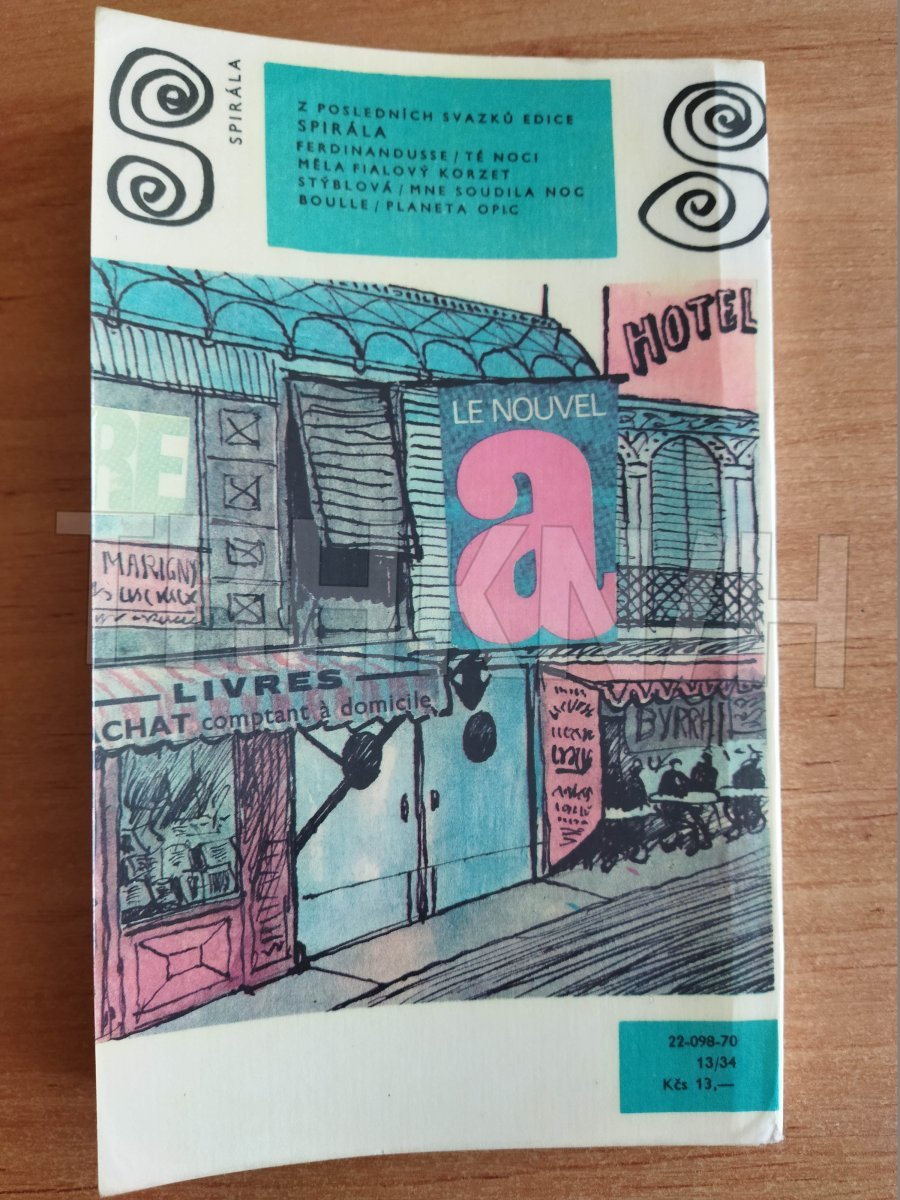 SPIRÁLA
Z POSLEDNÍCH SVAZKŮ EDICE
SPIRÁLA
FERDINANDUSSE / TÉ NOCI
MĚLA FIALOVÝ KORZET
STÝBLOVÁ / MNE SOUDILA NOC
BOULLE / PLANETA OPIC
HOTEL
LE NOUVEL
a
RE
MARIGNY
LIVRES
ACHAT comptant à domicile
BYRRH
22-098-70
13/34
Kčs 13,—